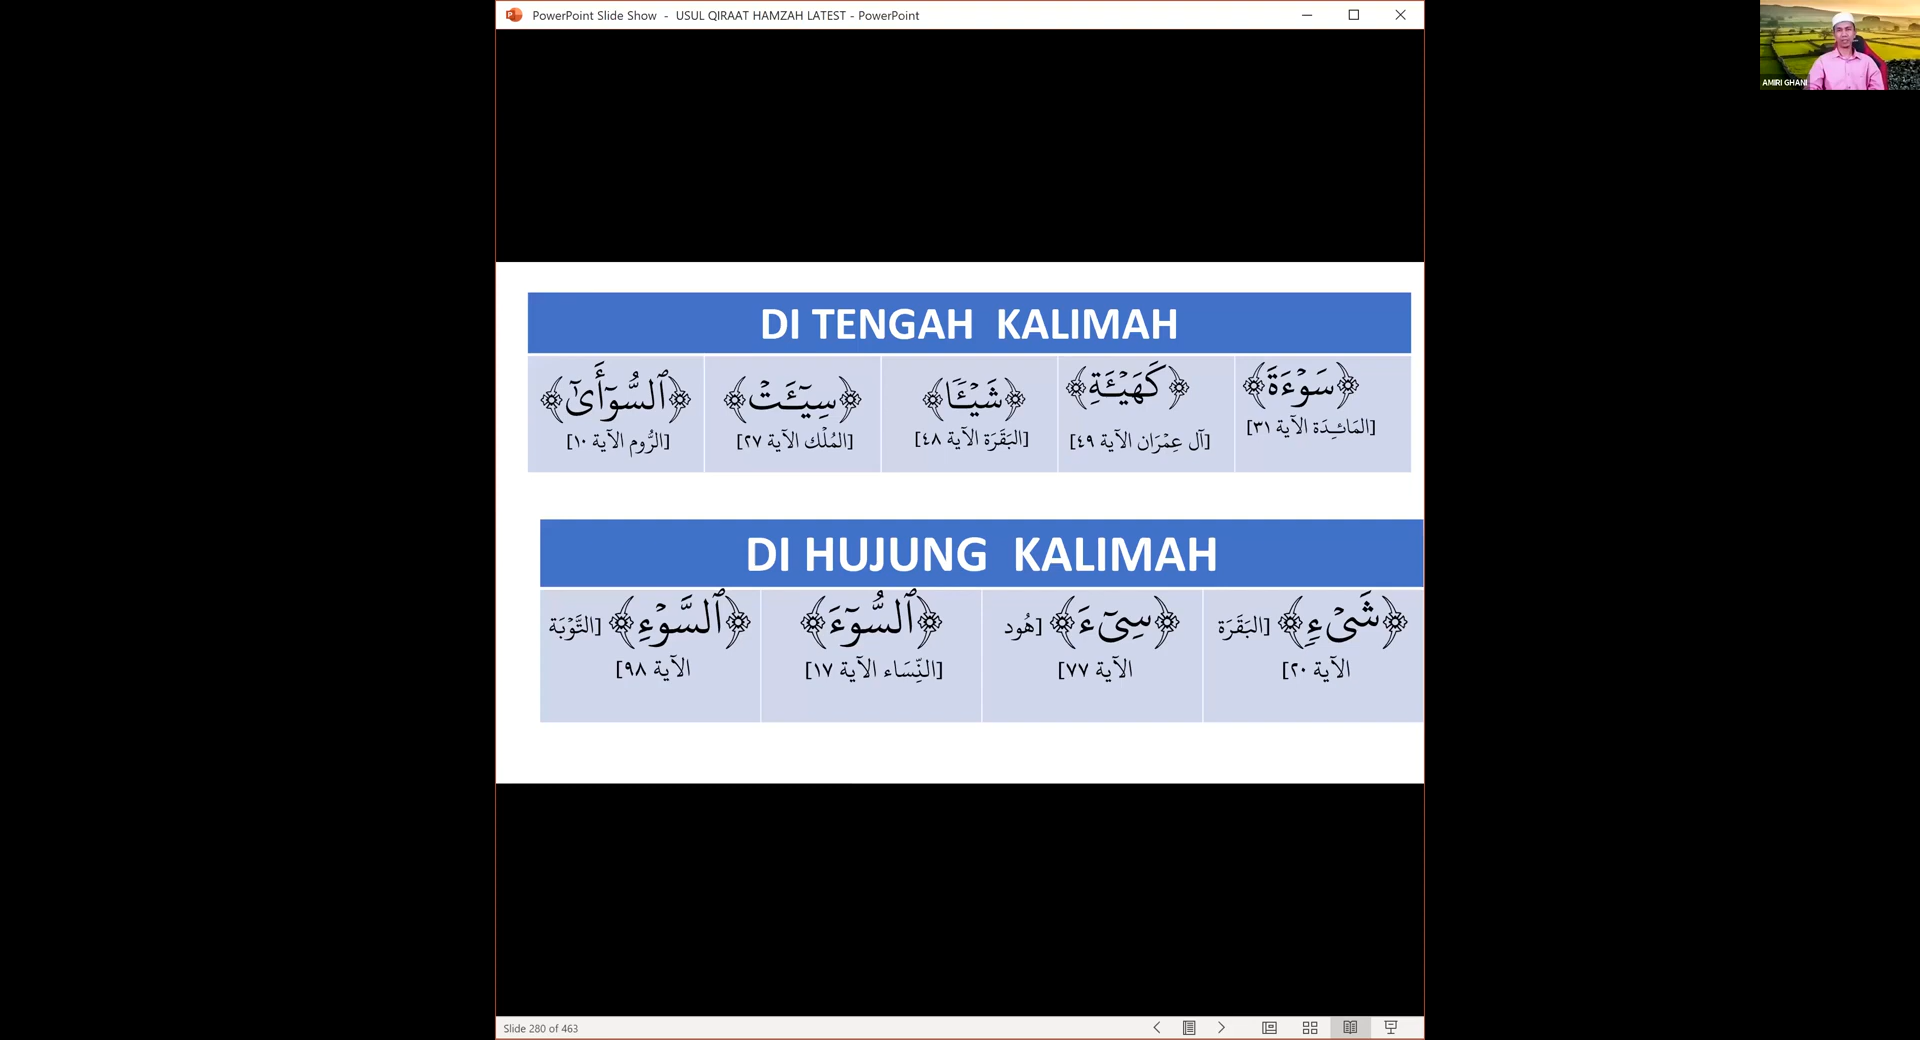 PowerPoint Slide Show - USUL QIRAAT HAMZAH LATEST - PowerPoint
AMIRI GHANI
DI TENGAH KALIMAH
﴿سَوْءَةَ﴾
[المَائـِدَة الآية ٣١]
﴿كَهَيْـَٔةِ﴾
[آل عِمْرَان الآية ٤٩]
﴿شَيْـًٔا﴾
[البَقَرَة الآية ٤٨]
﴿سِيٓـَٔتْ﴾
[المُلْك الآية ٢٧]
﴿ٱلسُّوٓأَىٰٓ﴾
[الرُّوم الآية ١٠]
DI HUJUNG KALIMAH
﴿شَىْءٍ﴾ [البَقَرَة
الآية ٢٠]
﴿سِىٓءَ﴾ [هُود
الآية ٧٧]
﴿ٱلسُّوٓءَ﴾
[النِّسَاء الآية ١٧]
﴿ٱلسَّوْءِ﴾ [التَّوْبَة
الآية ٩٨]
Slide 280 of 463